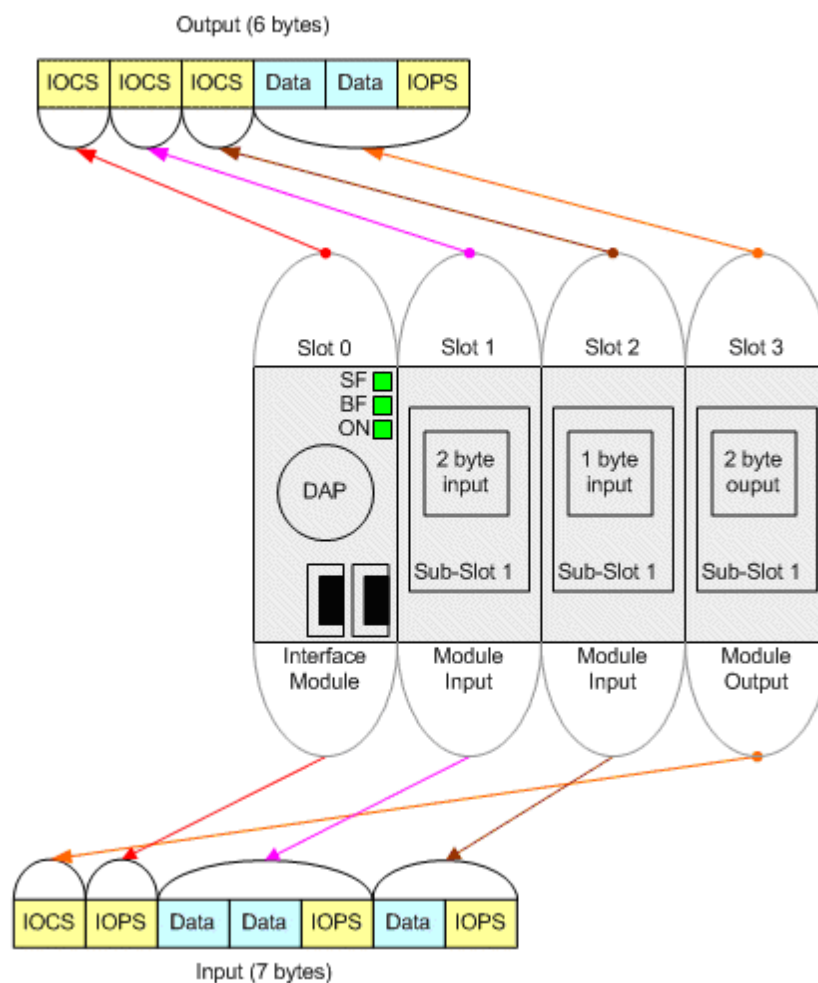 Output (6 bytes)
IOCS IOCS IOCS Data Data IOPS
Slot 0 Slot 1 Slot 2 Slot 3
SF
BF
ON
DAP
2 byte input
1 byte input
2 byte ouput
Sub-Slot 1 Sub-Slot 1 Sub-Slot 1
Interface Module
Module Input
Module Input
Module Output
IOCS IOPS Data Data IOPS Data IOPS
Input (7 bytes)